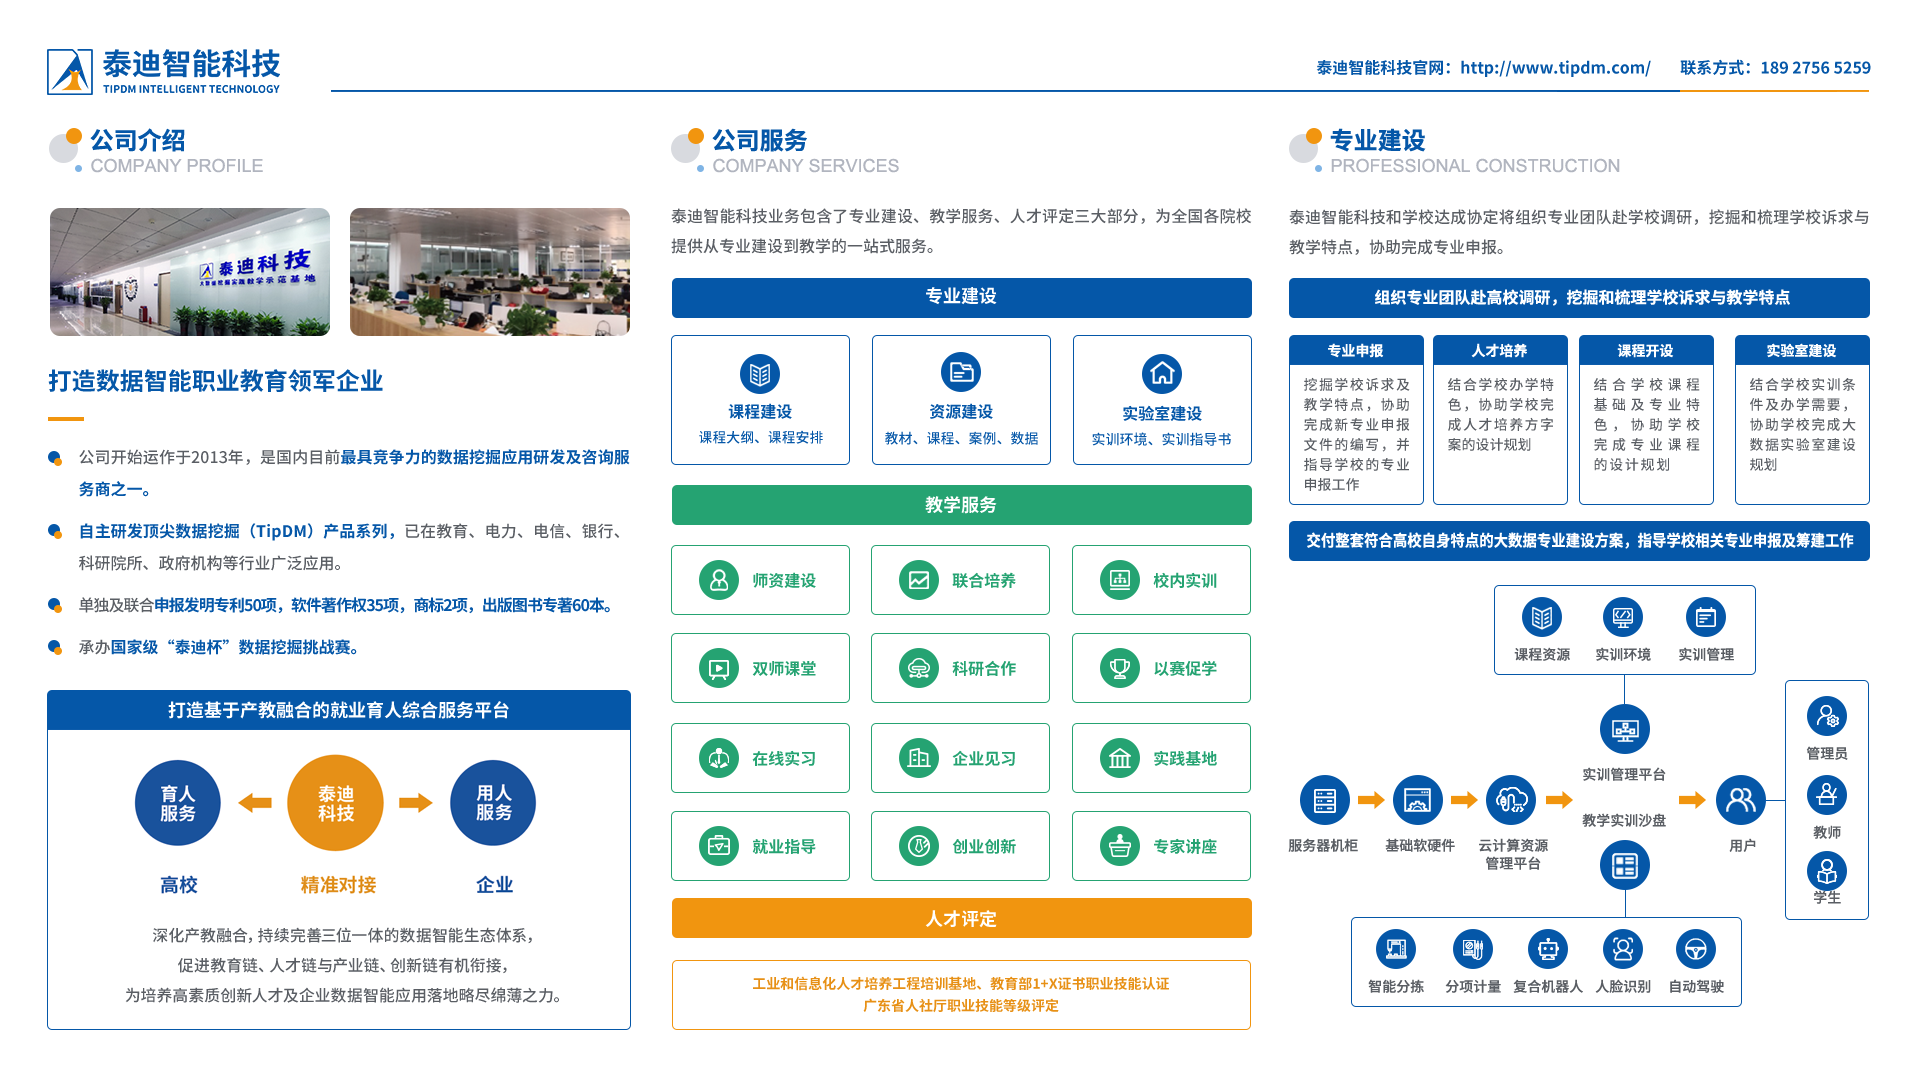 泰迪智能科技
TIPDM INTELLIGENT TECHNOLOGY
泰迪智能科技官网：http://www.tipdm.com/
联系方式：189 2756 5259
公司介绍
COMPANY PROFILE
泰迪科技
大数据挖掘实践教学示范基地
打造数据智能职业教育领军企业
公司开始运作于2013年，是国内目前最具竞争力的数据挖掘应用研发及咨询服
务商之一。
自主研发顶尖数据挖掘（TipDM）产品系列，已在教育、电力、电信、银行、
科研院所、政府机构等行业广泛应用。
单独及联合申报发明专利50项，软件著作权35项，商标2项，出版图书专著60本。
承办国家级“泰迪杯”数据挖掘挑战赛。
打造基于产教融合的就业育人综合服务平台
育人
服务
泰迪
科技
用人
服务
高校
精准对接
企业
深化产教融合，持续完善三位一体的数据智能生态体系，
促进教育链、人才链与产业链、创新链有机衔接，
为培养高素质创新人才及企业数据智能应用落地略尽绵薄之力。
公司服务
COMPANY SERVICES
泰迪智能科技业务包含了专业建设、教学服务、人才评定三大部分，为全国各院校
提供从专业建设到教学的一站式服务。
专业建设
课程建设
课程大纲、课程安排
资源建设
教材、课程、案例、数据
实验室建设
实训环境、实训指导书
教学服务
师资建设
联合培养
校内实训
双师课堂
科研合作
以赛促学
在线实习
企业见习
实践基地
就业指导
创业创新
专家讲座
人才评定
工业和信息化人才培养工程培训基地、教育部1+X证书职业技能认证
广东省人社厅职业技能等级评定
专业建设
PROFESSIONAL CONSTRUCTION
泰迪智能科技和学校达成协定将组织专业团队赴学校调研，挖掘和梳理学校诉求与
教学特点，协助完成专业申报。
组织专业团队赴高校调研，挖掘和梳理学校诉求与教学特点
专业申报
挖掘学校诉求及
教学特点，协助
完成新专业申报
文件的编写，并
指导学校的专业
申报工作
人才培养
结合学校办学特
色，协助学校完
成人才培养方字
案的设计规划
课程开设
结合学校课程
基础及专业特
色，协助学校
完成专业课程
的设计规划
实验室建设
结合学校实训条
件及办学需要，
协助学校完成大
数据实验室建设
规划
交付整套符合高校自身特点的大数据专业建设方案，指导学校相关专业申报及筹建工作
课程资源
实训环境
实训管理
实训管理平台
教学实训沙盘
服务器机柜
基础软硬件
云计算资源
管理平台
用户
管理员
教师
学生
智能分拣
分项计量
复合机器人
人脸识别
自动驾驶